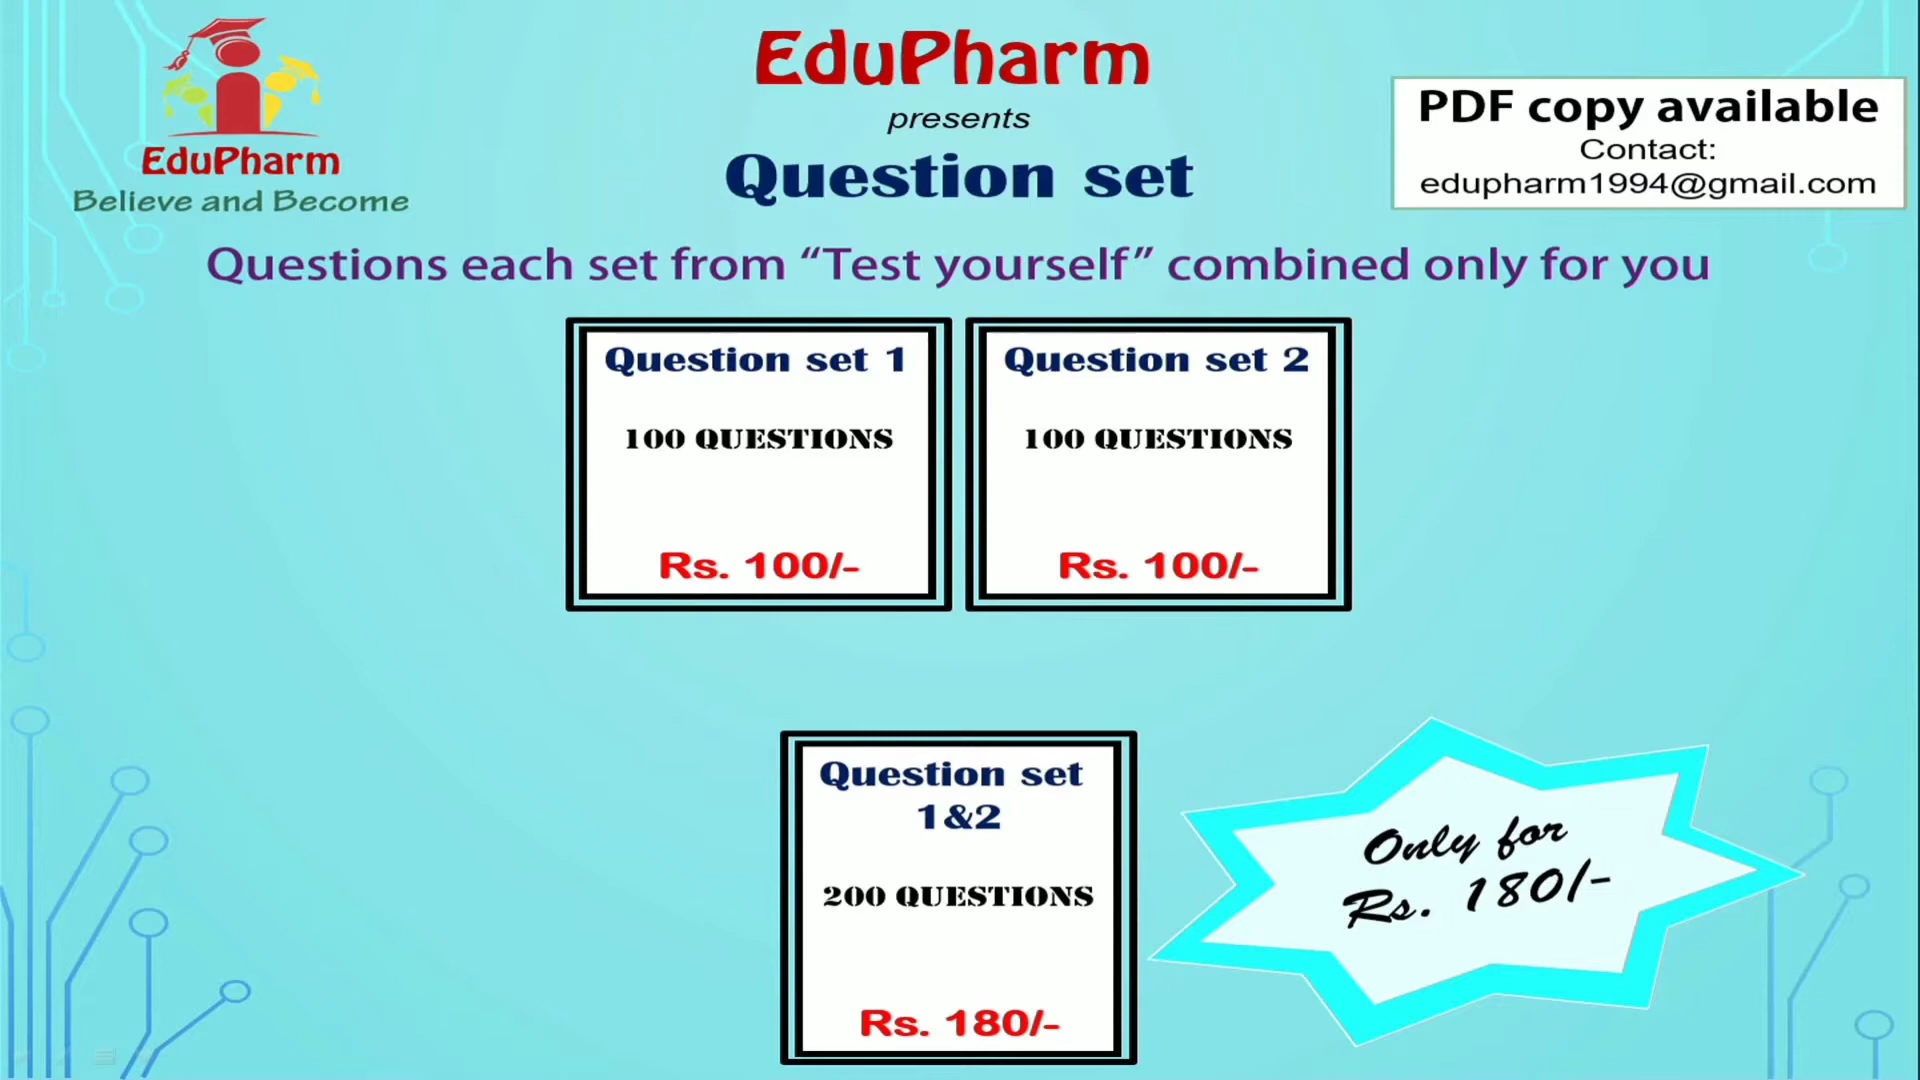 EduPharm
Believe and Become
EduPharm
presents
Question set
PDF copy available
Contact:
edupharm1994@gmail.com
Questions each set from “Test yourself” combined only for you
Question set 1
100 QUESTIONS
Rs. 100/-
Question set 2
100 QUESTIONS
Rs. 100/-
Question set
1&2
200 QUESTIONS
Rs. 180/-
Only for
Rs. 180/-